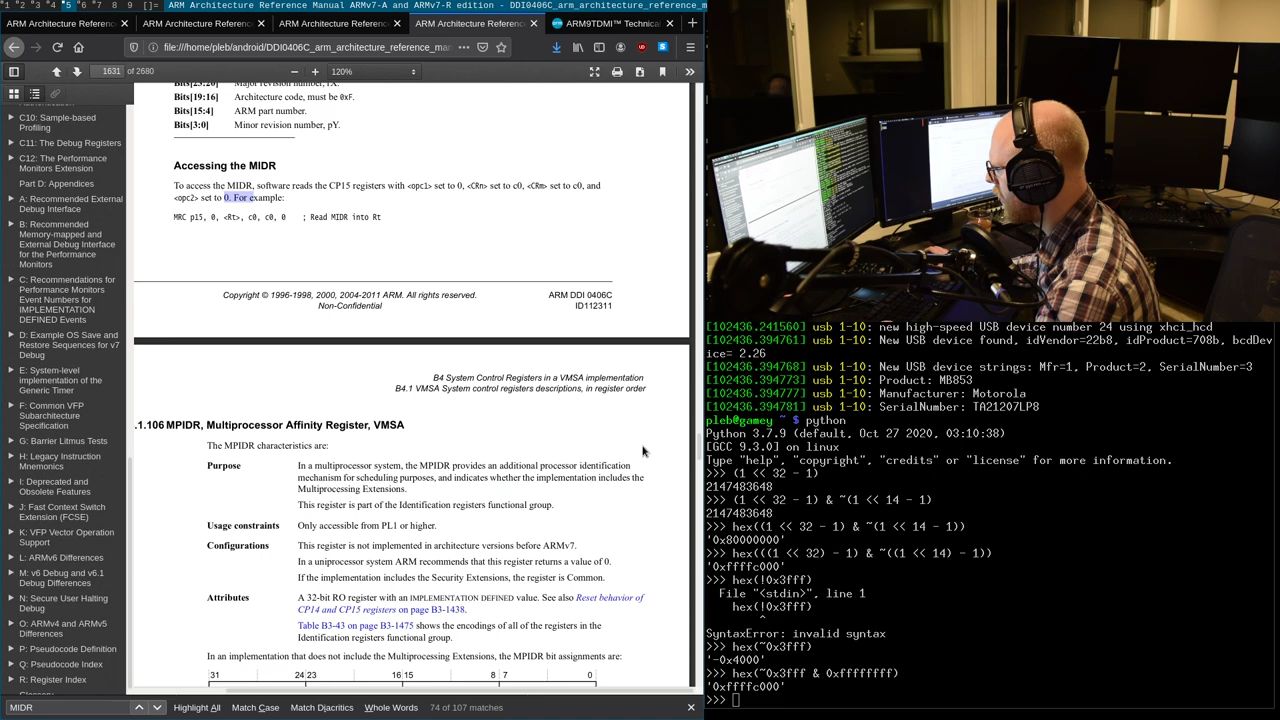 1 2 3 4 5 6 7 8 9 []= ARM Architecture Reference Manual ARMv7-A and ARMv7-R edition - DDI0406C_arm_architecture_reference_m
ARM Architecture Referenc
ARM Architecture Referenc
ARM Architecture Referenc
ARM Architecture Referenc
ARM9TDMI™ Technical
file:///home/pleb/android/DDI0406C_arm_architecture_reference_ma
1631 of 2680
120%
C10: Sample-based
Profiling
C11: The Debug Registers
C12: The Performance
Monitors Extension
Part D: Appendices
A: Recommended External
Debug Interface
B: Recommended
Memory-mapped and
External Debug Interface
for the Performance
Monitors
C: Recommendations for
Performance Monitors
Event Numbers for
IMPLEMENTATION
DEFINED Events
D: Example OS Save and
Restore Sequences for v7
Debug
E: System-level
implementation of the
Generic Timer
F: Common VFP
Subarchitecture
Specification
G: Barrier Litmus Tests
H: Legacy Instruction
Mnemonics
I: Deprecated and
Obsolete Features
J: Fast Context Switch
Extension (FCSE)
K: VFP Vector Operation
Support
L: ARMv6 Differences
M: v6 Debug and v6.1
Debug Differences
N: Secure User Halting
Debug
O: ARMv4 and ARMv5
Differences
P: Pseudocode Definition
Q: Pseudocode Index
R: Register Index
Bits[23:20] Major revision number, rX.
Bits[19:16] Architecture code, must be 0xF.
Bits[15:4] ARM part number.
Bits[3:0] Minor revision number, pY.
Accessing the MIDR
To access the MIDR, software reads the CP15 registers with <opc1> set to 0, <CRn> set to c0, <CRm> set to c0, and
<opc2> set to 0. For example:
MRC p15, 0, <Rt>, c0, c0, 0 ; Read MIDR into Rt
Copyright © 1996-1998, 2000, 2004-2011 ARM. All rights reserved. ARM DDI 0406C
Non-Confidential ID112311
B4 System Control Registers in a VMSA implementation
B4.1 VMSA System control registers descriptions, in register order
.1.106 MPIDR, Multiprocessor Affinity Register, VMSA
The MPIDR characteristics are:
Purpose In a multiprocessor system, the MPIDR provides an additional processor identification
mechanism for scheduling purposes, and indicates whether the implementation includes the
Multiprocessing Extensions.
This register is part of the Identification registers functional group.
Usage constraints Only accessible from PL1 or higher.
Configurations This register is not implemented in architecture versions before ARMv7.
In a uniprocessor system ARM recommends that this register returns a value of 0.
If the implementation includes the Security Extensions, the register is Common.
Attributes A 32-bit RO register with an IMPLEMENTATION DEFINED value. See also Reset behavior of
CP14 and CP15 registers on page B3-1438.
Table B3-43 on page B3-1475 shows the encodings of all of the registers in the
Identification registers functional group.
In an implementation that does not include the Multiprocessing Extensions, the MPIDR bit assignments are:
31 24 23 16 15 8 7 0
MIDR
Highlight All Match Case Match Diacritics Whole Words 74 of 107 matches
[102436.241560] usb 1-10: new high-speed USB device number 24 using xhci_hcd
[102436.394761] usb 1-10: New USB device found, idVendor=22b8, idProduct=708b, bcdDev
ice= 2.26
[102436.394768] usb 1-10: New USB device strings: Mfr=1, Product=2, SerialNumber=3
[102436.394773] usb 1-10: Product: MB853
[102436.394777] usb 1-10: Manufacturer: Motorola
[102436.394781] usb 1-10: SerialNumber: TA21207LP8
pleb@gamey ~ $ python
Python 3.7.9 (default, Oct 27 2020, 03:10:38)
[GCC 9.3.0] on linux
Type "help", "copyright", "credits" or "license" for more information.
>>> (1 << 32 - 1)
2147483648
>>> (1 << 32 - 1) & ~(1 << 14 - 1)
2147483648
>>> hex((1 << 32 - 1) & ~(1 << 14 - 1))
'0x80000000'
>>> hex(((1 << 32) - 1) & ~((1 << 14) - 1))
'0xffffc000'
>>> hex(!0x3fff)
File "<stdin>", line 1
hex(!0x3fff)
^
SyntaxError: invalid syntax
>>> hex(~0x3fff)
'-0x4000'
>>> hex(~0x3fff & 0xffffffff)
'0xffffc000'
>>>